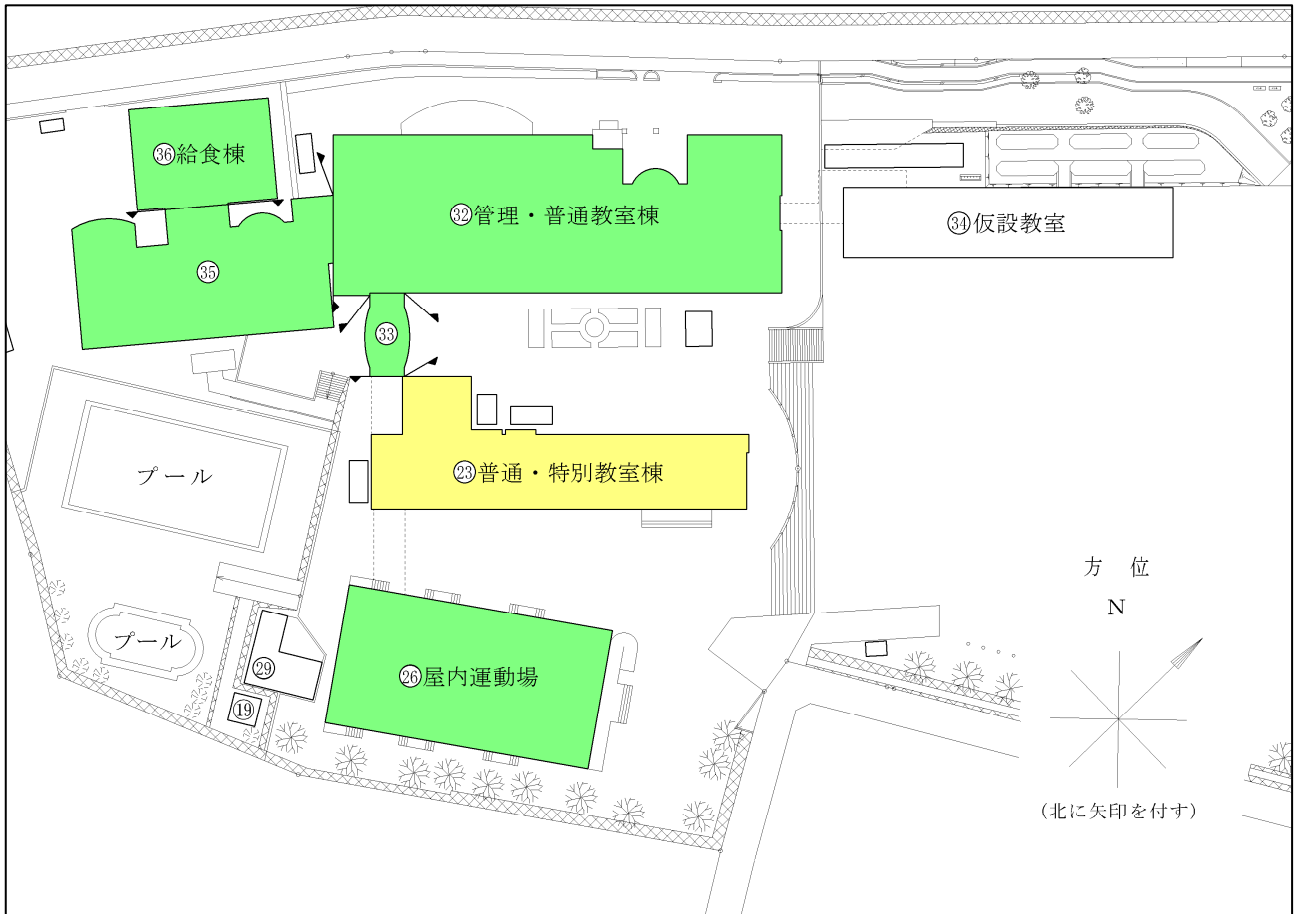 ㊱給食棟
㉜管理・普通教室棟
㉞仮設教室
㉟
㉝
㉓普通・特別教室棟
プール
方 位
N
プール
㉙
㉖屋内運動場
⑲
(北に矢印を付す)